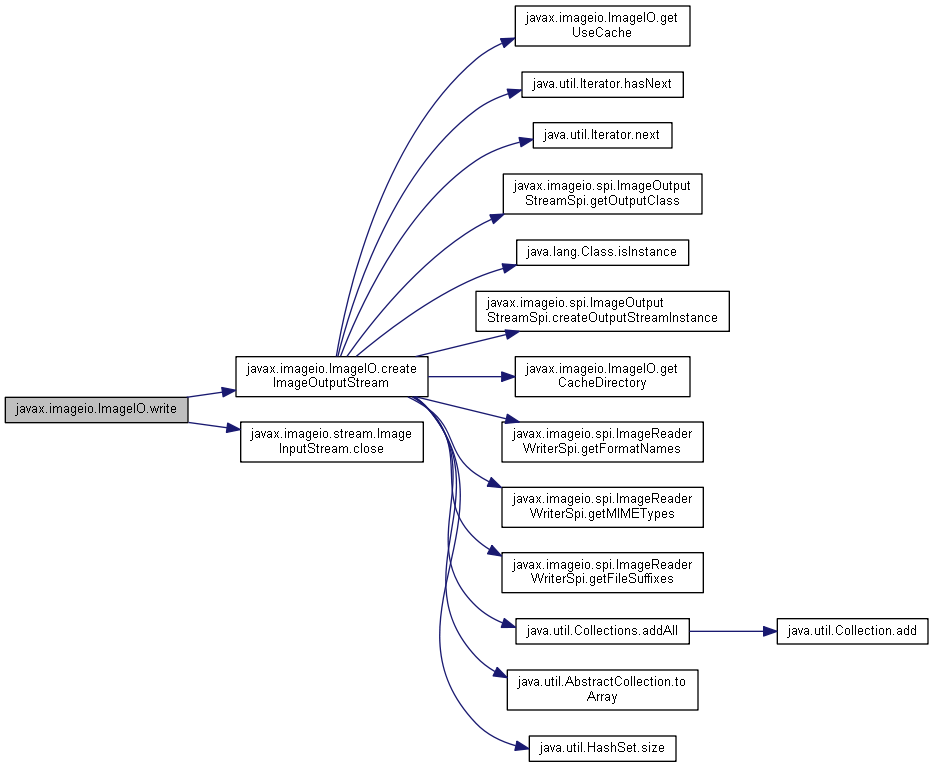 javax.imageio.ImageIO.write
javax.imageio.ImageIO.create
ImageOutputStream
javax.imageio.stream.Image
InputStream.close
javax.imageio.ImageIO.get
UseCache
java.util.Iterator.hasNext
java.util.Iterator.next
javax.imageio.spi.ImageOutput
StreamSpi.getOutputClass
java.lang.Class.isInstance
javax.imageio.spi.ImageOutput
StreamSpi.createOutputStreamInstance
javax.imageio.ImageIO.get
CacheDirectory
javax.imageio.spi.ImageReader
WriterSpi.getFormatNames
javax.imageio.spi.ImageReader
WriterSpi.getMIMETypes
javax.imageio.spi.ImageReader
WriterSpi.getFileSuffixes
java.util.Collections.addAll
java.util.Collection.add
java.util.AbstractCollection.to
Array
java.util.HashSet.size